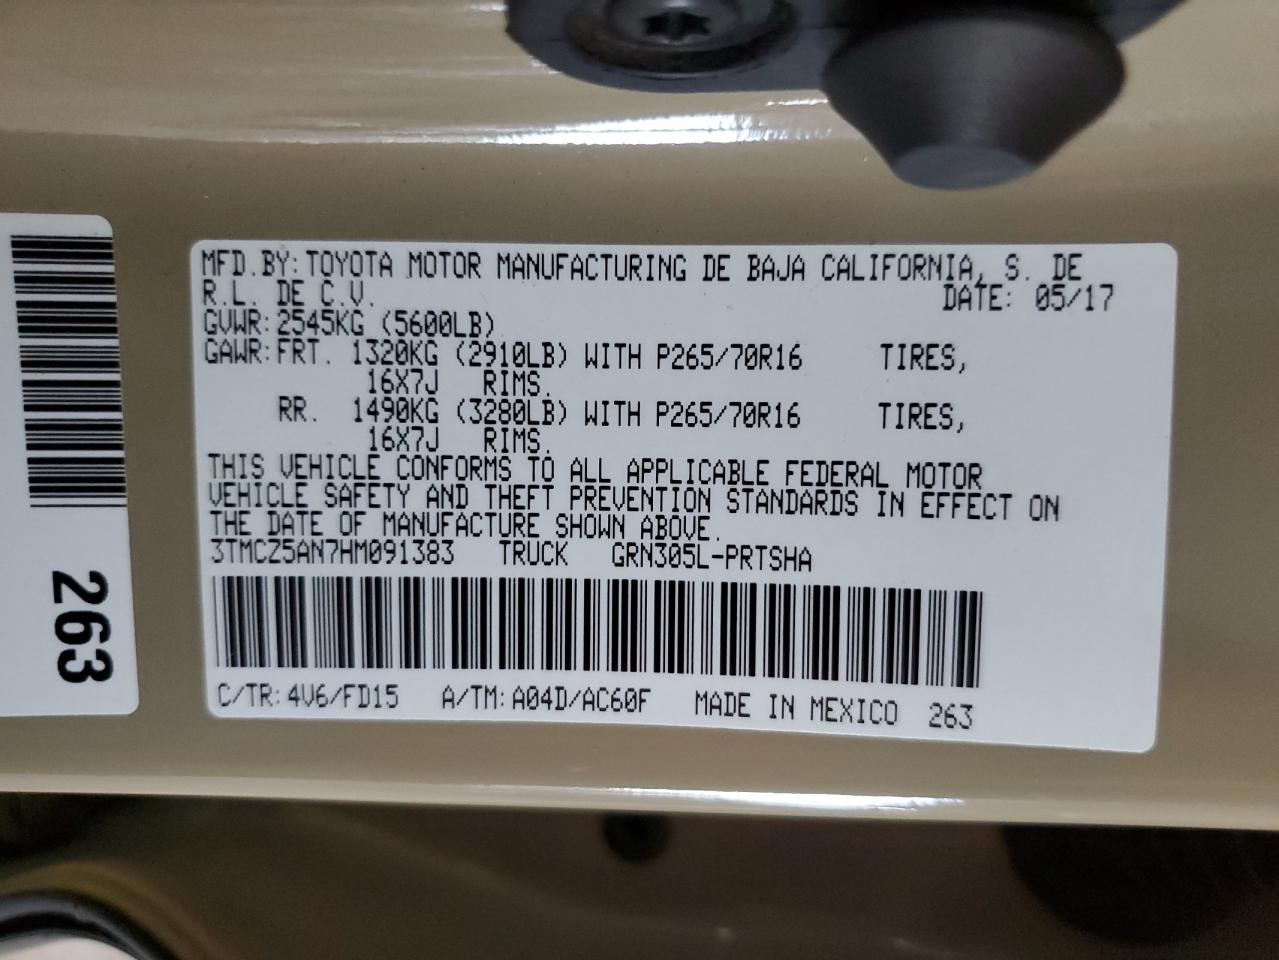 MFD.BY:TOYOTA MOTOR MANUFACTURING DE BAJA CALIFORNIA, S. DE
R.L. DE C.V. DATE: 05/17
GVWR:2545KG (5600LB)
GAWR:FRT. 1320KG (2910LB) WITH P265/70R16 TIRES,
16X7J RIMS.
RR. 1490KG (3280LB) WITH P265/70R16 TIRES,
16X7J RIMS.
THIS VEHICLE CONFORMS TO ALL APPLICABLE FEDERAL MOTOR
VEHICLE SAFETY AND THEFT PREVENTION STANDARDS IN EFFECT ON
THE DATE OF MANUFACTURE SHOWN ABOVE.
3TMCZ5AN7HM091383 TRUCK GRN305L-PRTSHA
C/TR:4V6/FD15 A/TM:A04D/AC60F MADE IN MEXICO 263
263